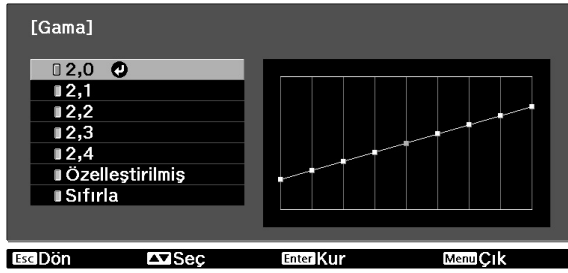 [Gama]
2,0
2,1
2,2
2,3
2,4
Özelleştirilmiş
Sıfırla
Esc Dön Seç Enter Kur Menu Çık